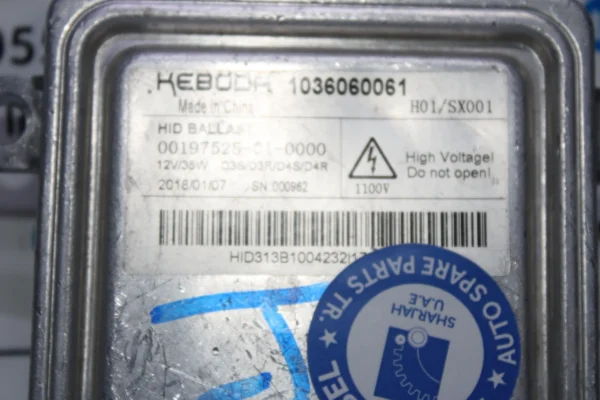 KEBODA 1036060061
Made in China H01/SX001
HID BALLAST
00197525-01-0000
12V/35W D3S/D3R/D4S/D4R
2016/01/07 SN:000962
1100V
High Voltage!
Do not open!
HID313B1004232
AUTO SPARE PARTS TR.
SHARJAH
U.A.E